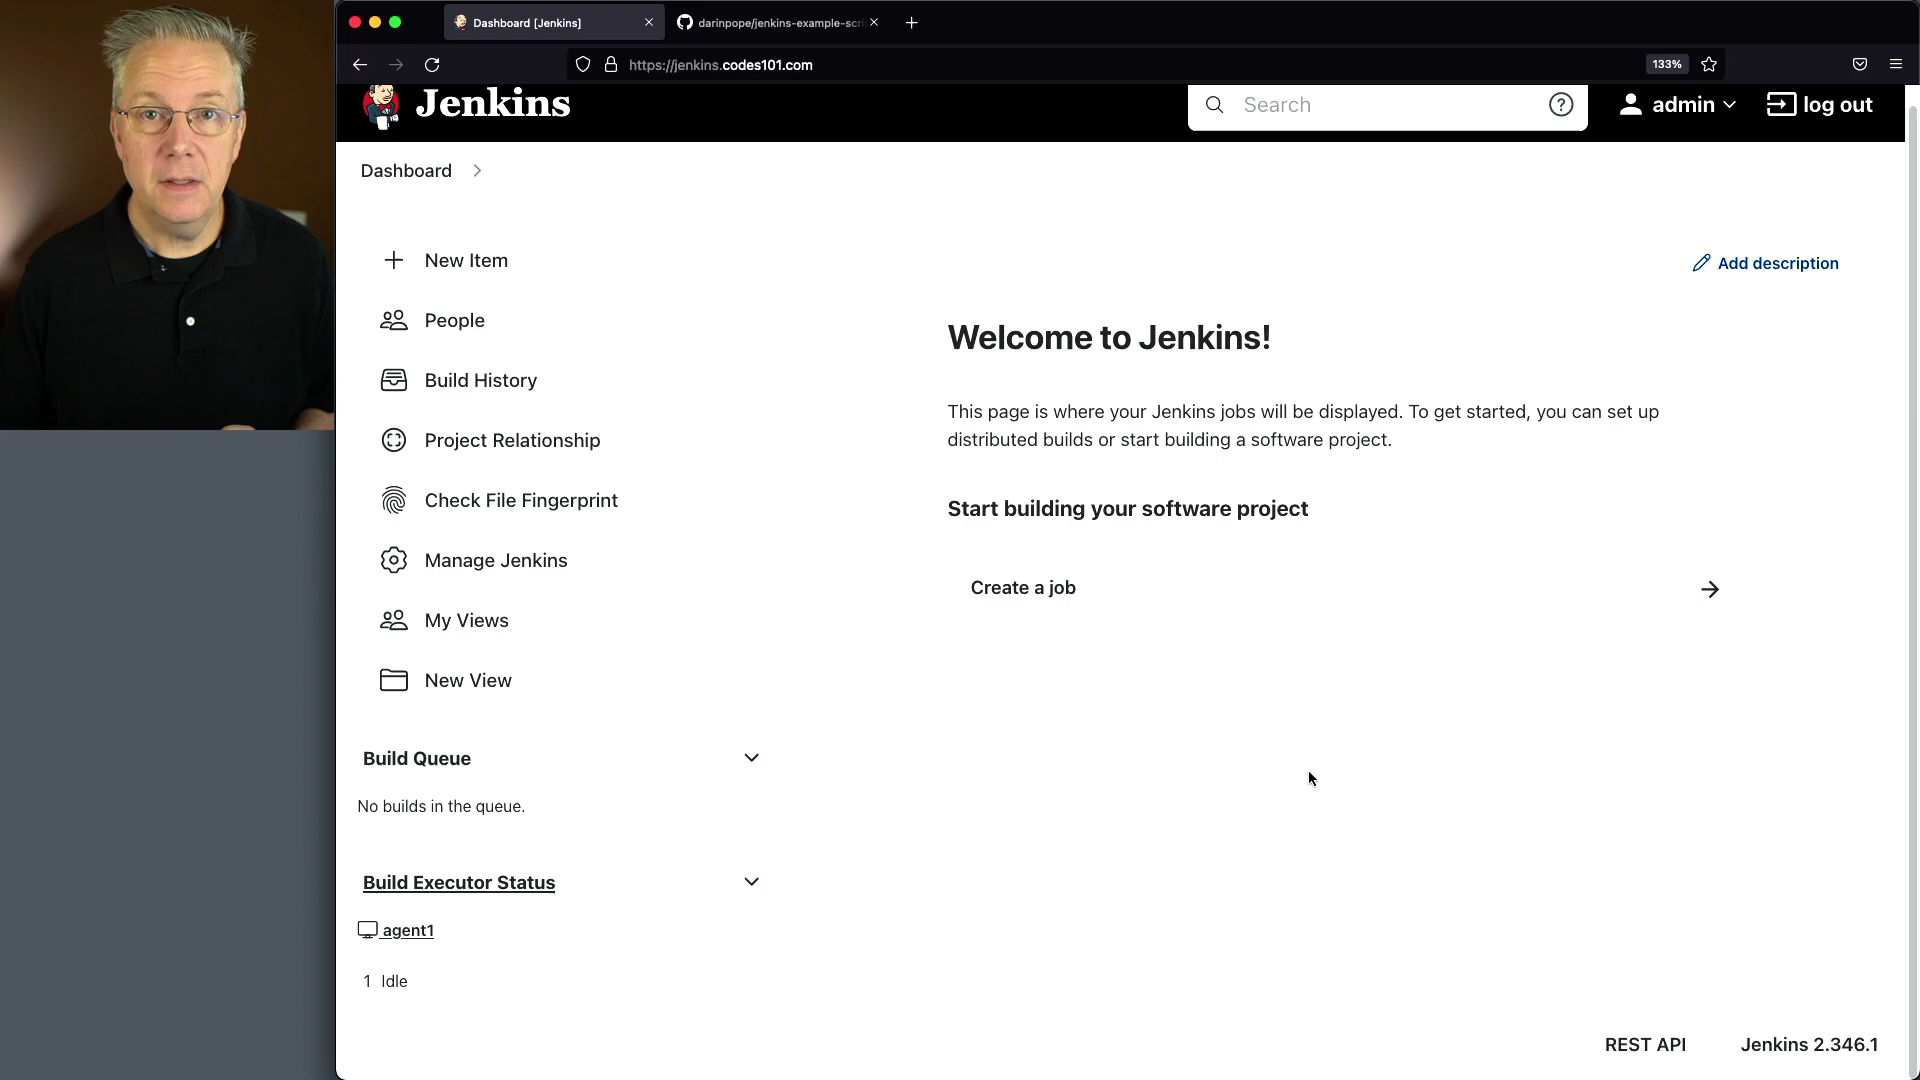 Dashboard [Jenkins]
darinpope/jenkins-example-scri
https://jenkins.codes101.com
133%
Jenkins
Search
admin
log out
Dashboard
New Item
Add description
People
Welcome to Jenkins!
Build History
This page is where your Jenkins jobs will be displayed. To get started, you can set up
distributed builds or start building a software project.
Project Relationship
Check File Fingerprint
Start building your software project
Manage Jenkins
Create a job
My Views
New View
Build Queue
No builds in the queue.
Build Executor Status
agent1
1 Idle
REST API
Jenkins 2.346.1